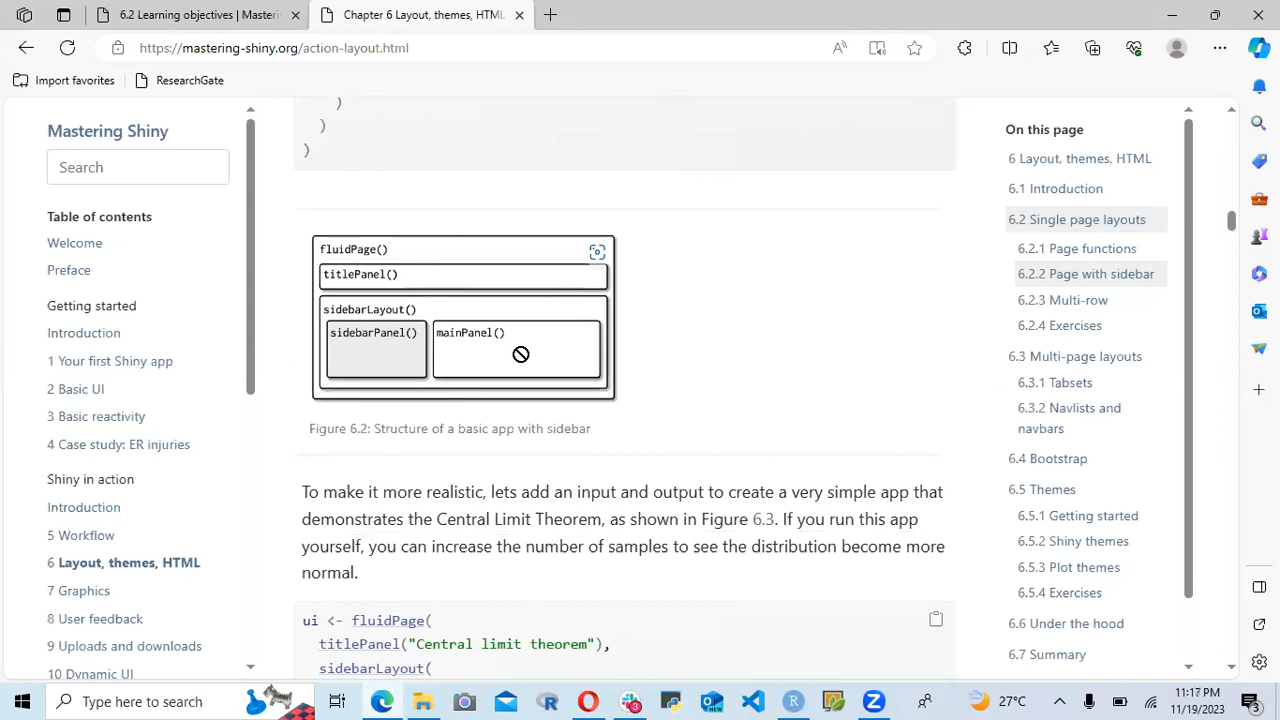 6.2 Learning objectives | Masteri
Chapter 6 Layout, themes, HTML
https://mastering-shiny.org/action-layout.html
Import favorites
ResearchGate
Mastering Shiny
Search
Table of contents
Welcome
Preface
Getting started
Introduction
1 Your first Shiny app
2 Basic UI
3 Basic reactivity
4 Case study: ER injuries
Shiny in action
Introduction
5 Workflow
6 Layout, themes, HTML
7 Graphics
8 User feedback
9 Uploads and downloads
10 Dynamic UI
)
)
)
fluidPage()
titlePanel()
sidebarLayout()
sidebarPanel()
mainPanel()
Figure 6.2: Structure of a basic app with sidebar
To make it more realistic, lets add an input and output to create a very simple app that
demonstrates the Central Limit Theorem, as shown in Figure 6.3. If you run this app
yourself, you can increase the number of samples to see the distribution become more
normal.
ui <- fluidPage(
titlePanel("Central limit theorem"),
sidebarLayout(
On this page
6 Layout, themes, HTML
6.1 Introduction
6.2 Single page layouts
6.2.1 Page functions
6.2.2 Page with sidebar
6.2.3 Multi-row
6.2.4 Exercises
6.3 Multi-page layouts
6.3.1 Tabsets
6.3.2 Navlists and
navbars
6.4 Bootstrap
6.5 Themes
6.5.1 Getting started
6.5.2 Shiny themes
6.5.3 Plot themes
6.5.4 Exercises
6.6 Under the hood
6.7 Summary
Type here to search
3
NEW
27°C
11:17 PM
11/19/2023
3